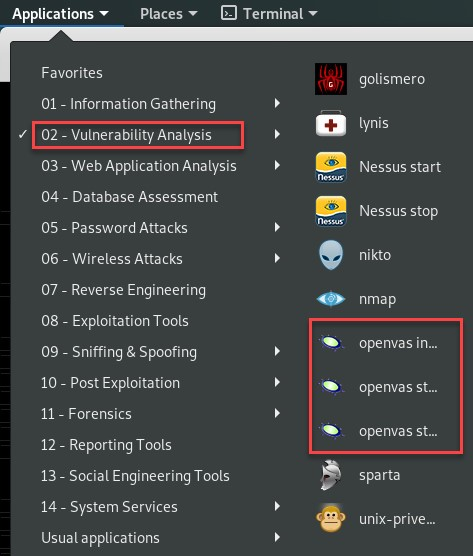 Applications Places Terminal
Favorites
01 - Information Gathering
✓ 02 - Vulnerability Analysis
03 - Web Application Analysis
04 - Database Assessment
05 - Password Attacks
06 - Wireless Attacks
07 - Reverse Engineering
08 - Exploitation Tools
09 - Sniffing & Spoofing
10 - Post Exploitation
11 - Forensics
12 - Reporting Tools
13 - Social Engineering Tools
14 - System Services
Usual applications
golismero
lynis
Nessus start
Nessus stop
nikto
nmap
openvas in...
openvas st...
openvas st...
sparta
unix-prive...
G
Nessus
Nessus